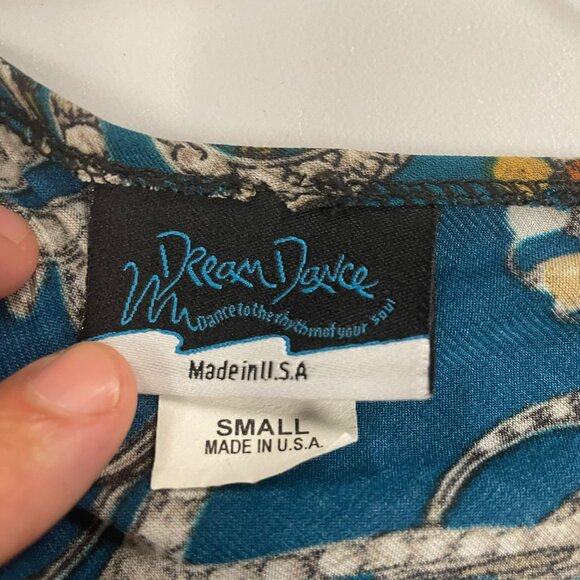 Dream Dance
Dance to the rhythm of your soul
Made in U.S.A
SMALL
MADE IN U.S.A.